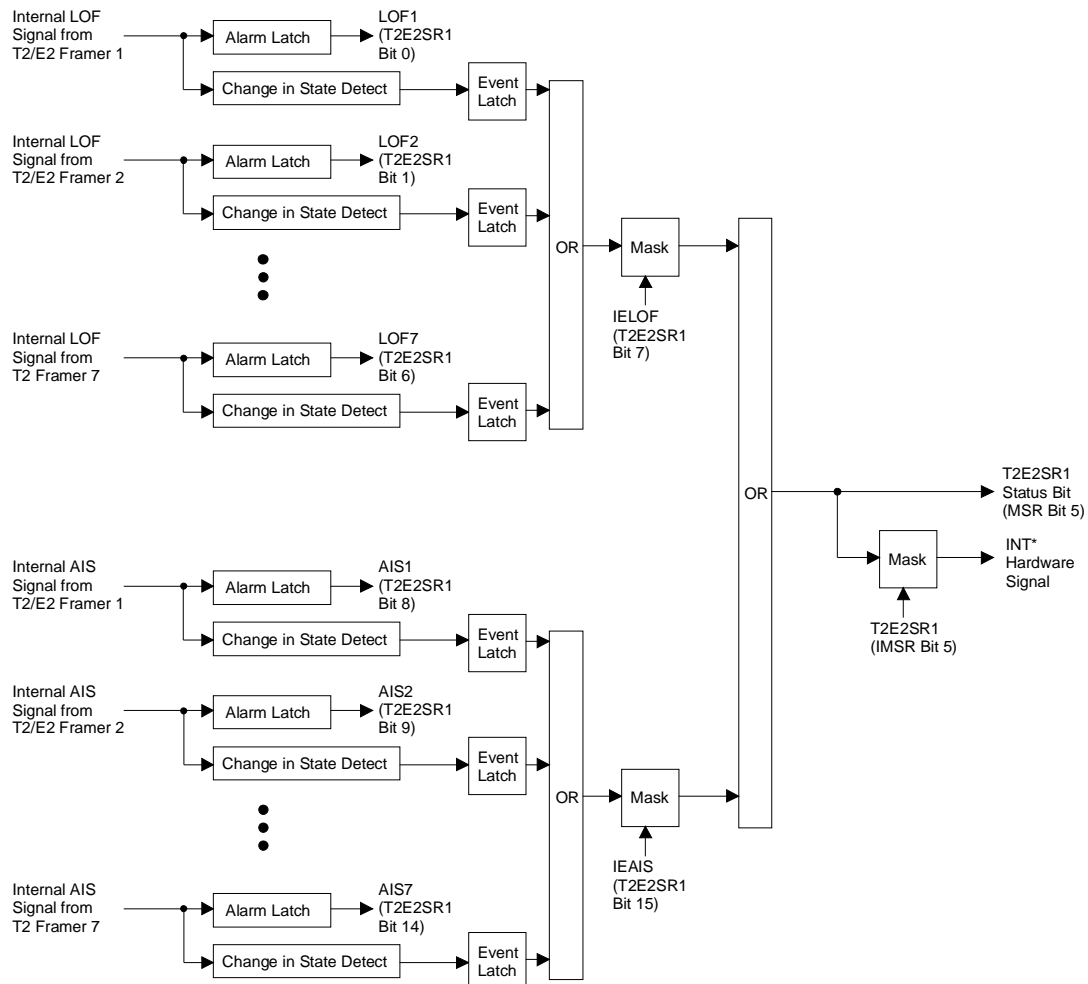 Internal LOF
Signal from
T2/E2 Framer 1
Alarm Latch
LOF1
(T2E2SR1
Bit 0)
Change in State Detect
Event
Latch
Internal LOF
Signal from
T2/E2 Framer 2
Alarm Latch
LOF2
(T2E2SR1
Bit 1)
Change in State Detect
Event
Latch
OR
Mask
IELOF
(T2E2SR1
Bit 7)
Internal LOF
Signal from
T2 Framer 7
Alarm Latch
LOF7
(T2E2SR1
Bit 6)
Change in State Detect
Event
Latch
OR
T2E2SR1
Status Bit
(MSR Bit 5)
Mask
INT*
Hardware
Signal
T2E2SR1
(IMSR Bit 5)
Internal AIS
Signal from
T2/E2 Framer 1
Alarm Latch
AIS1
(T2E2SR1
Bit 8)
Change in State Detect
Event
Latch
Internal AIS
Signal from
T2/E2 Framer 2
Alarm Latch
AIS2
(T2E2SR1
Bit 9)
Change in State Detect
Event
Latch
OR
Mask
IEAIS
(T2E2SR1
Bit 15)
Internal AIS
Signal from
T2 Framer 7
Alarm Latch
AIS7
(T2E2SR1
Bit 14)
Change in State Detect
Event
Latch